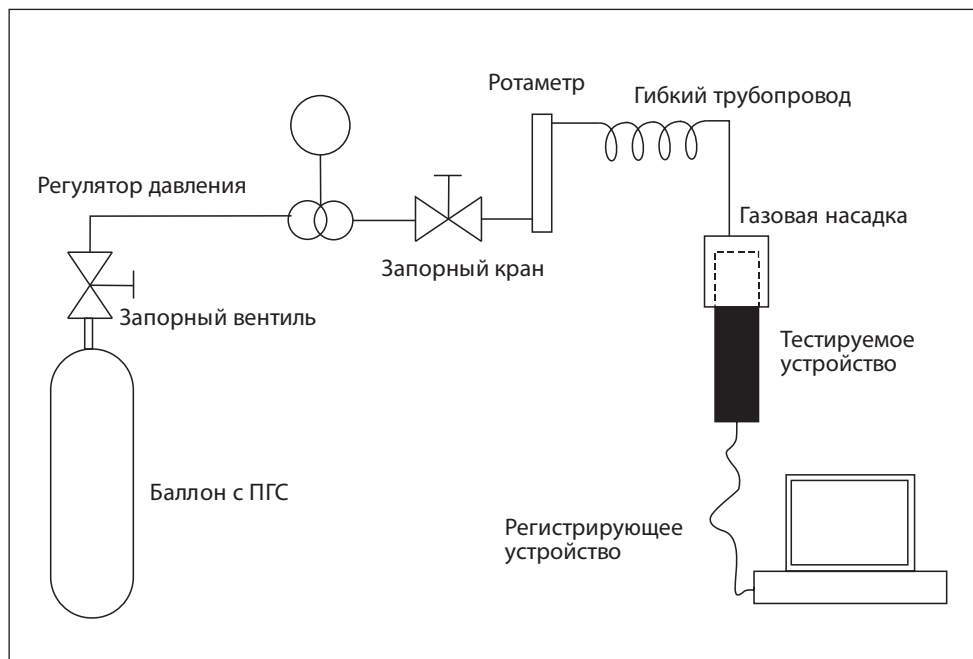 Ротаметр
Гибкий трубопровод
Регулятор давления
Газовая насадка
Запорный кран
Запорный вентиль
Тестируемое
устройство
Баллон с ПГС
Регистрирующее
устройство